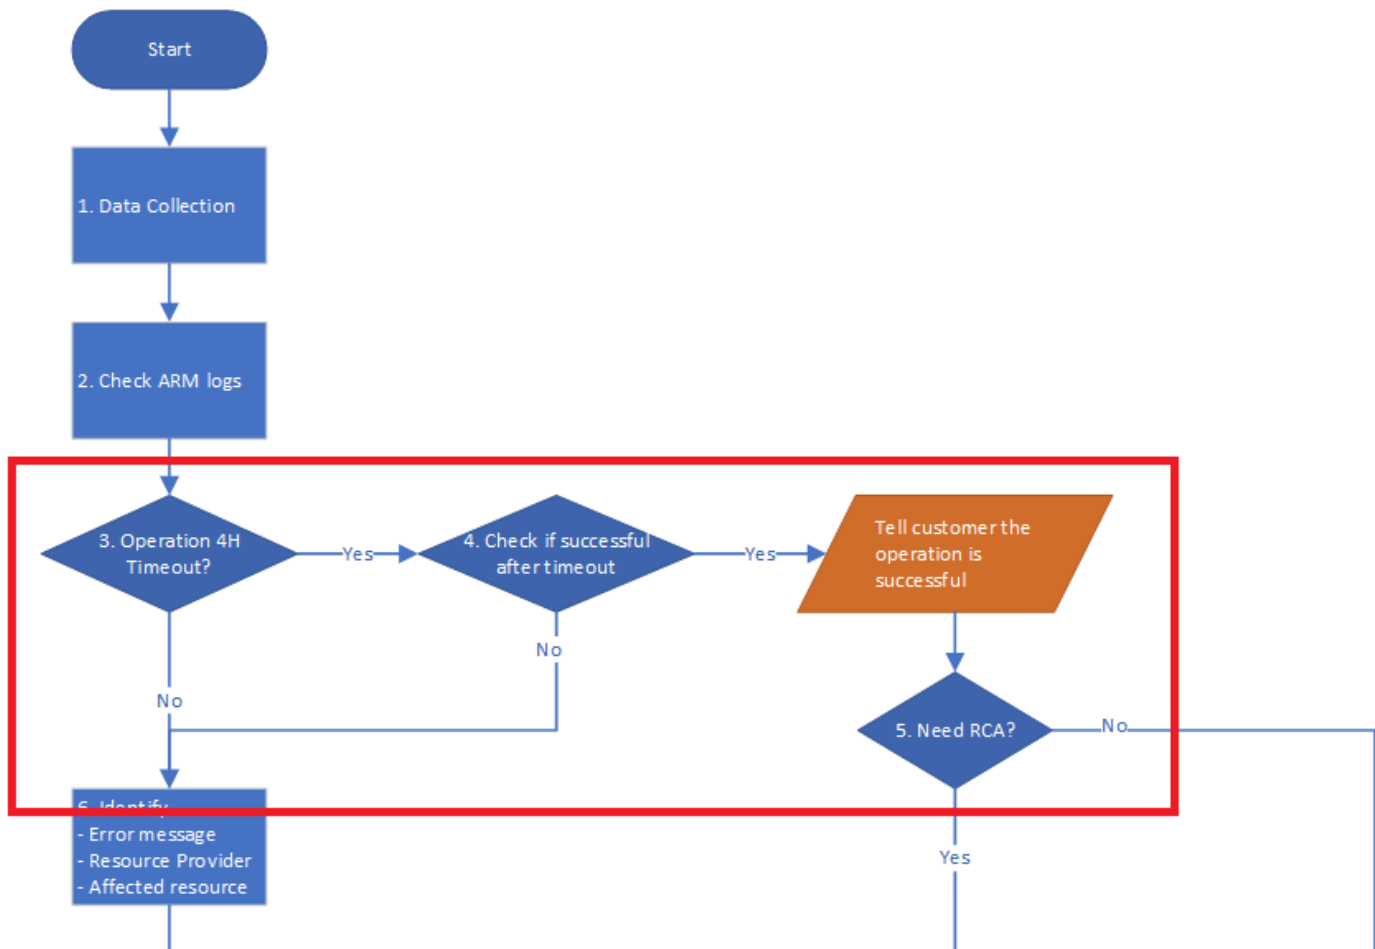 Start
1. Data Collection
2. Check ARM logs
3. Operation 4H
Timeout?
Yes
4. Check if successful
after timeout
Yes
Tell customer the
operation is
successful
No
No
5. Need RCA?
No
6. Identify
- Error message
- Resource Provider
- Affected resource
Yes